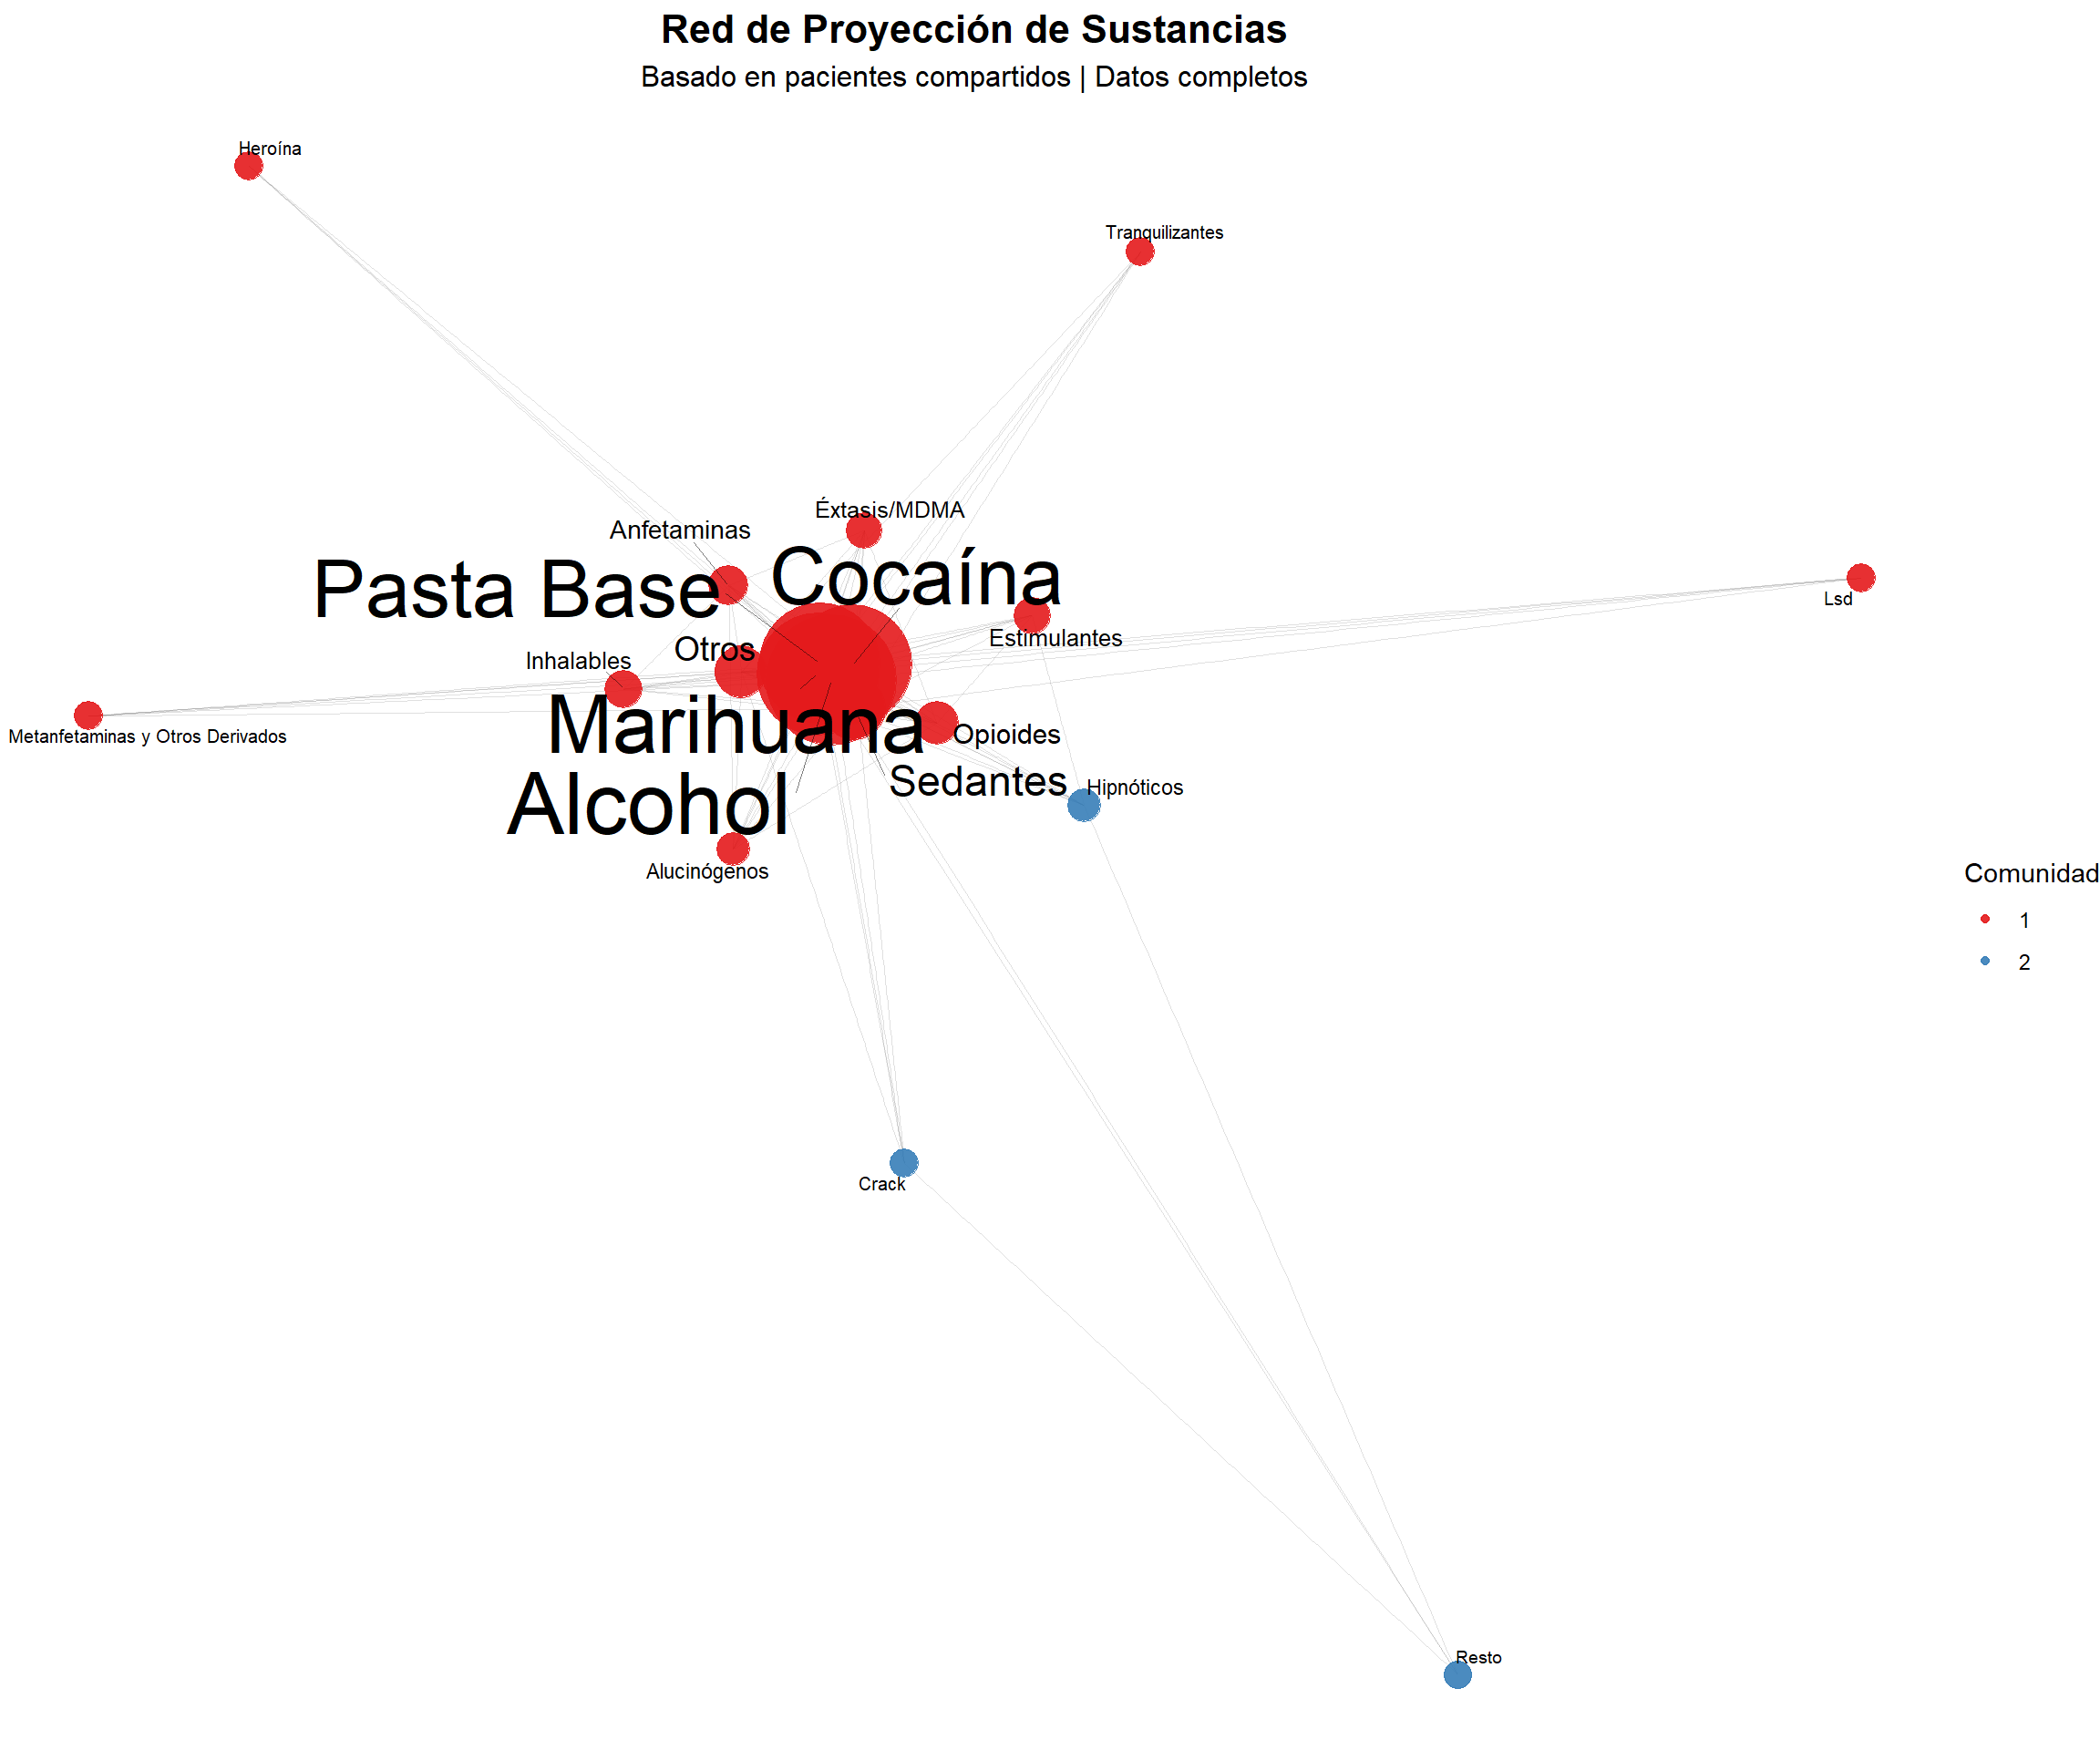 Red de Proyección de Sustancias
Basado en pacientes compartidos | Datos completos
Heroína
Tranquilizantes
Éxtasis/MDMA
Anfetaminas
Cocaína
Pasta Base
Lsd
Estimulantes
Otros
Inhalables
Marihuana
Opioides
Metanfetaminas y Otros Derivados
Sedantes
Hipnóticos
Alcohol
Alucinógenos
Comunidad
1
2
Crack
Resto